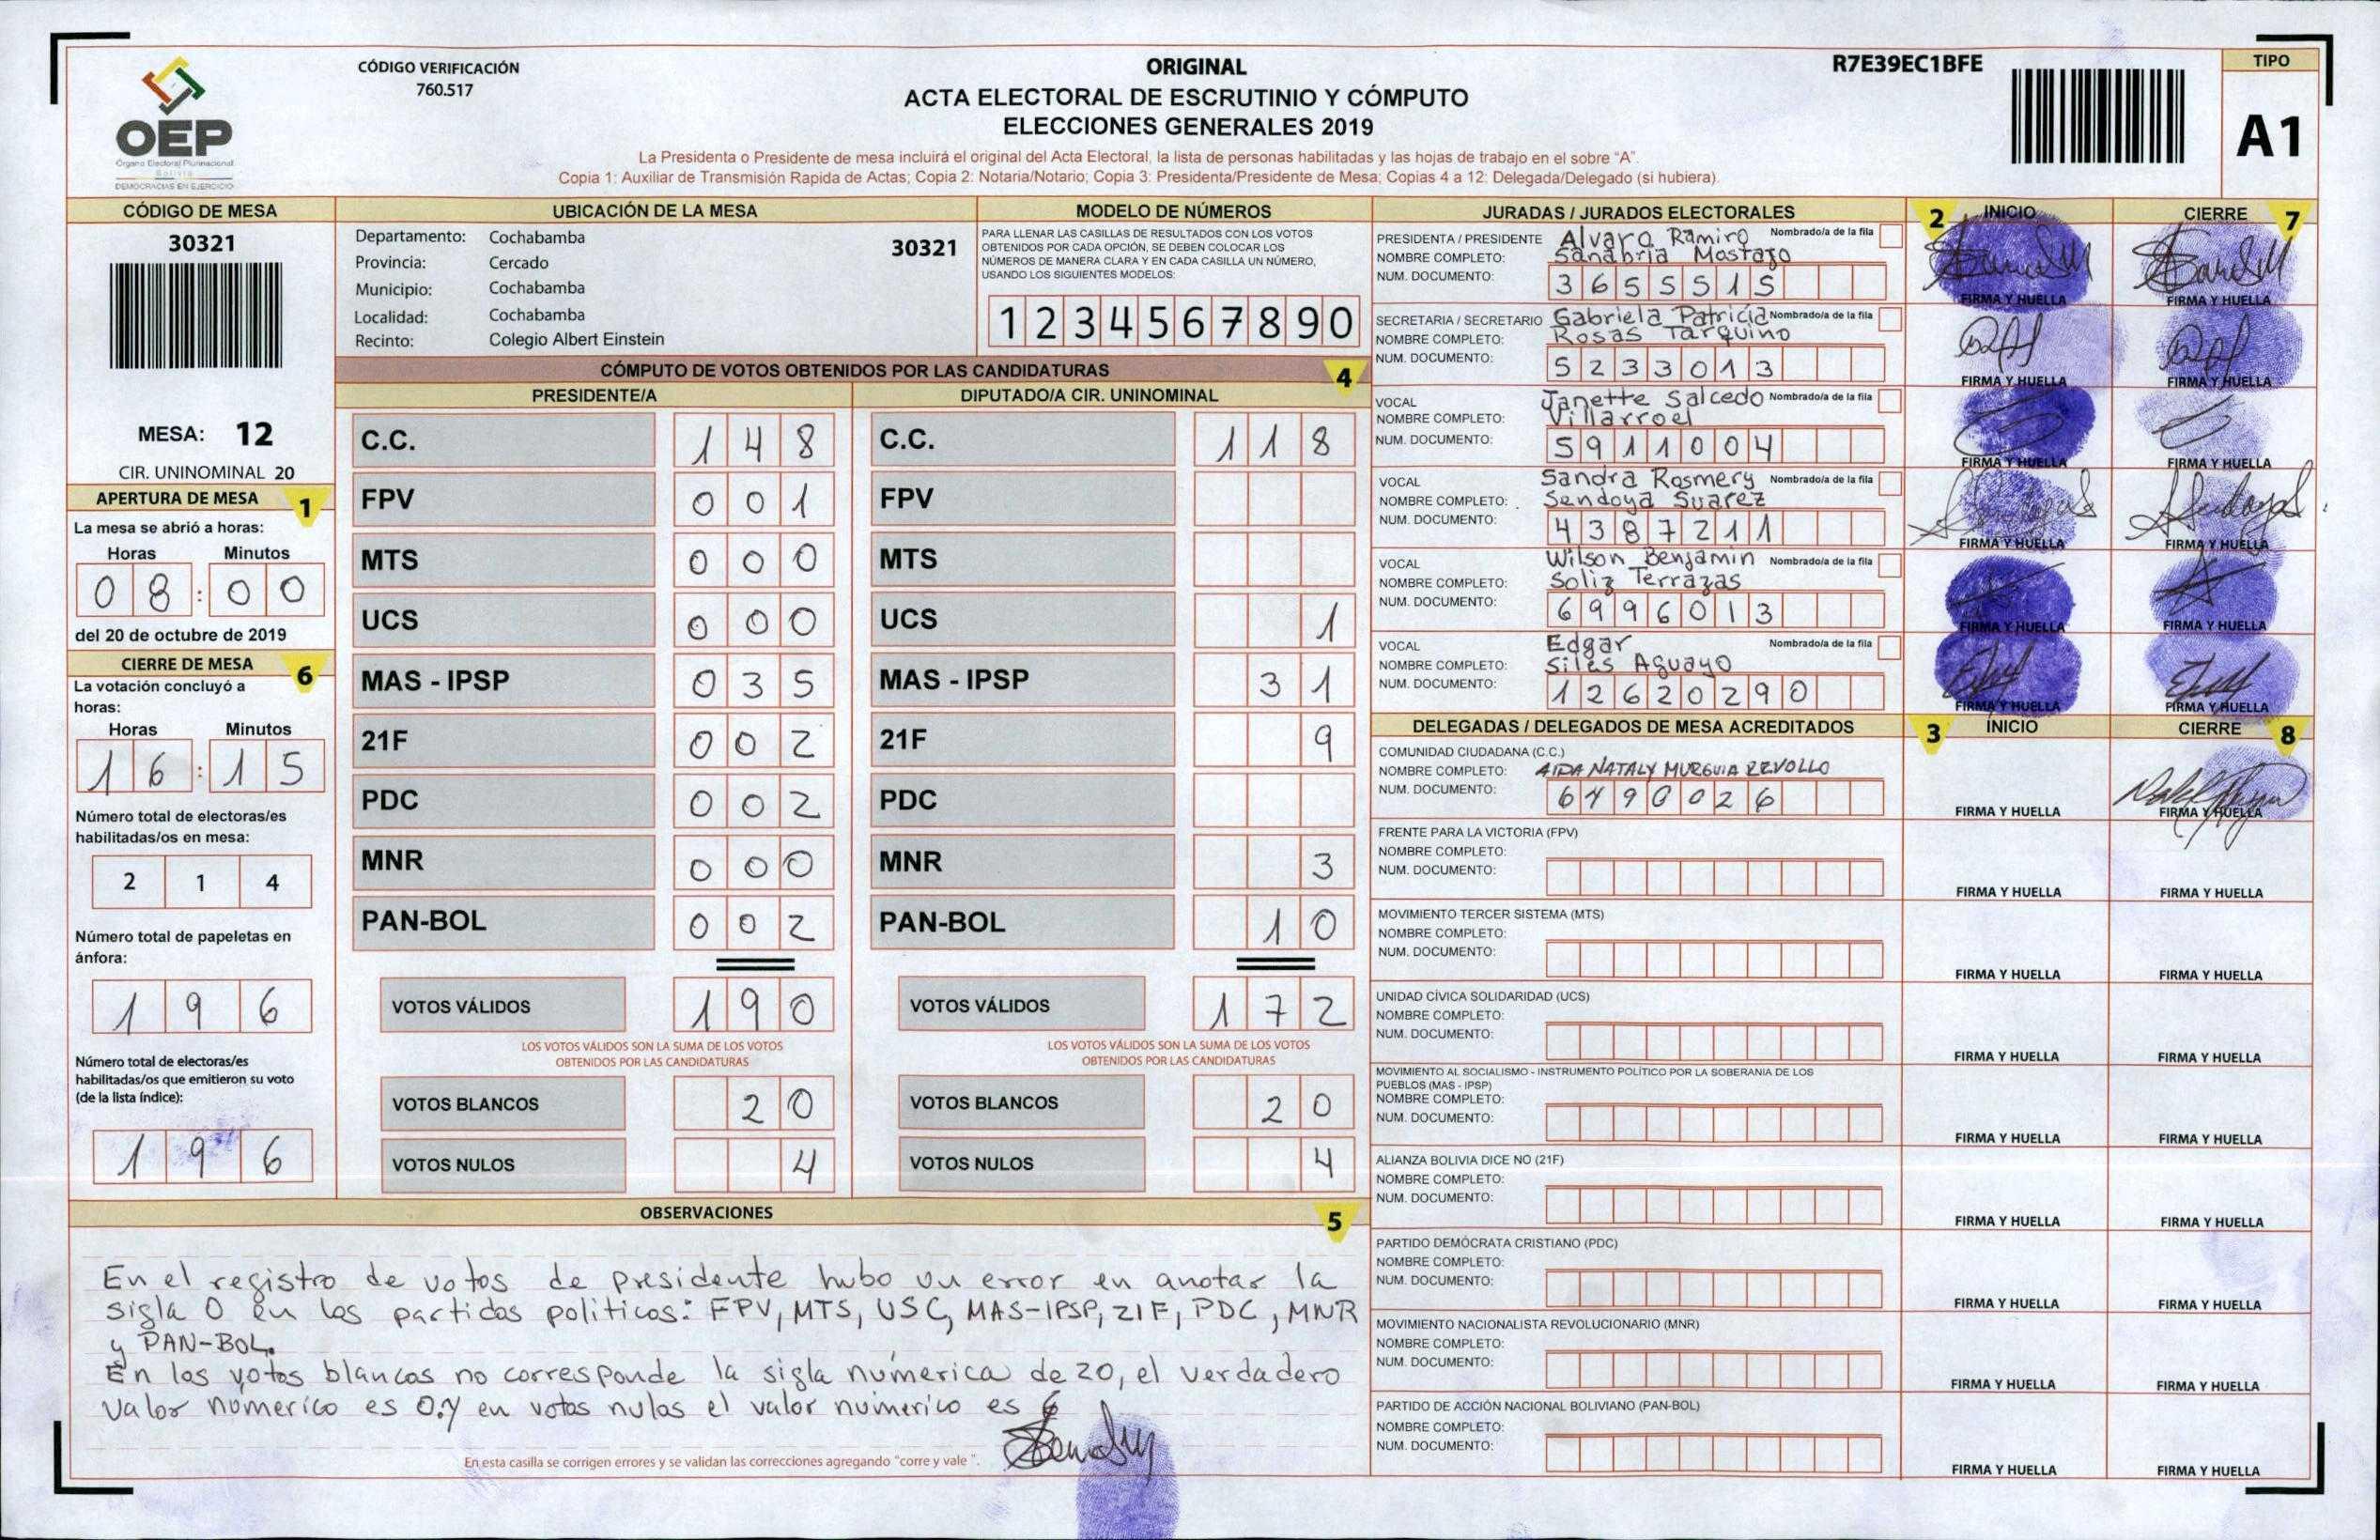 OEP
Órgano Electoral Plurinacional
Bolivia
DEMOCRACIAS EN EJERCICIO
CÓDIGO VERIFICACIÓN
760.517
ORIGINAL
ACTA ELECTORAL DE ESCRUTINIO Y CÓMPUTO
ELECCIONES GENERALES 2019
La Presidenta o Presidente de mesa incluirá el original del Acta Electoral, la lista de personas habilitadas y las hojas de trabajo en el sobre “A”.
Copia 1: Auxiliar de Transmisión Rapida de Actas; Copia 2: Notaria/Notario; Copia 3: Presidenta/Presidente de Mesa; Copias 4 a 12: Delegada/Delegado (si hubiera).
R7E39EC1BFE
TIPO
A1
CÓDIGO DE MESA
30321
MESA: 12
CIR. UNINOMINAL 20
APERTURA DE MESA 1
La mesa se abrió a horas:
Horas Minutos
08:00
del 20 de octubre de 2019
CIERRE DE MESA 6
La votación concluyó a
horas:
Horas Minutos
16:15
Número total de electoras/es
habilitadas/os en mesa:
2 1 4
Número total de papeletas en
ánfora:
1 9 6
Número total de electoras/es
habilitadas/os que emitieron su voto
(de la lista índice):
1 9 6
UBICACIÓN DE LA MESA
Departamento: Cochabamba 30321
Provincia: Cercado
Municipio: Cochabamba
Localidad: Cochabamba
Recinto: Colegio Albert Einstein
MODELO DE NÚMEROS
PARA LLENAR LAS CASILLAS DE RESULTADOS CON LOS VOTOS
OBTENIDOS POR CADA OPCIÓN, SE DEBEN COLOCAR LOS
NÚMEROS DE MANERA CLARA Y EN CADA CASILLA UN NÚMERO,
USANDO LOS SIGUIENTES MODELOS:
1 2 3 4 5 6 7 8 9 0
CÓMPUTO DE VOTOS OBTENIDOS POR LAS CANDIDATURAS 4
PRESIDENTE/A
C.C. 1 4 8
FPV 0 0 1
MTS 0 0 0
UCS 0 0 0
MAS - IPSP 0 3 5
21F 0 0 2
PDC 0 0 2
MNR 0 0 0
PAN-BOL 0 0 2
VOTOS VÁLIDOS 1 9 0
LOS VOTOS VÁLIDOS SON LA SUMA DE LOS VOTOS
OBTENIDOS POR LAS CANDIDATURAS
VOTOS BLANCOS 2 0
VOTOS NULOS 4
DIPUTADO/A CIR. UNINOMINAL
C.C. 1 1 8
FPV
MTS
UCS 1
MAS - IPSP 3 1
21F 9
PDC
MNR 3
PAN-BOL 1 0
VOTOS VÁLIDOS 1 7 2
LOS VOTOS VÁLIDOS SON LA SUMA DE LOS VOTOS
OBTENIDOS POR LAS CANDIDATURAS
VOTOS BLANCOS 2 0
VOTOS NULOS 4
OBSERVACIONES 5
En el registro de votos de presidente hubo un error en anotar la
sigla 0 en los partidos políticos: FPV, MTS, USC, MAS-IPSP, 21F, PDC, MNR
y PAN-BOL.
En los votos blancos no corresponde la sigla númerica de 20, el verdadero
valor númerico es 0. y en votos nulos el valor númerico es 6
En esta casilla se corrigen errores y se validan las correcciones agregando “corre y vale”.
JURADAS / JURADOS ELECTORALES 2 INICIO CIERRE 7
PRESIDENTA / PRESIDENTE Alvaro Ramiro Nombrado/a de la fila
NOMBRE COMPLETO: Sanabria Mostajo
NUM. DOCUMENTO: 3655515
FIRMA Y HUELLA FIRMA Y HUELLA
SECRETARIA / SECRETARIO Gabriela Patricia Nombrado/a de la fila
NOMBRE COMPLETO: Rosas Tarquino
NUM. DOCUMENTO: 5233013
FIRMA Y HUELLA FIRMA Y HUELLA
VOCAL Janette Salcedo Nombrado/a de la fila
NOMBRE COMPLETO: Villarroel
NUM. DOCUMENTO: 5911004
FIRMA Y HUELLA FIRMA Y HUELLA
VOCAL Sandra Rosmery Nombrado/a de la fila
NOMBRE COMPLETO: Sendoya Suarez
NUM. DOCUMENTO: 4387211
FIRMA Y HUELLA FIRMA Y HUELLA
VOCAL Wilson Benjamin Nombrado/a de la fila
NOMBRE COMPLETO: Soliz Terrazas
NUM. DOCUMENTO: 6996013
FIRMA Y HUELLA FIRMA Y HUELLA
VOCAL Edgar Nombrado/a de la fila
NOMBRE COMPLETO: Siles Aguayo
NUM. DOCUMENTO: 12620290
FIRMA Y HUELLA FIRMA Y HUELLA
DELEGADAS / DELEGADOS DE MESA ACREDITADOS 3 INICIO CIERRE 8
COMUNIDAD CIUDADANA (C.C.)
NOMBRE COMPLETO: AIDA NATALY MURGUIA REVOLLO
NUM. DOCUMENTO: 6490026
FIRMA Y HUELLA FIRMA Y HUELLA
FRENTE PARA LA VICTORIA (FPV)
NOMBRE COMPLETO:
NUM. DOCUMENTO:
FIRMA Y HUELLA FIRMA Y HUELLA
MOVIMIENTO TERCER SISTEMA (MTS)
NOMBRE COMPLETO:
NUM. DOCUMENTO:
FIRMA Y HUELLA FIRMA Y HUELLA
UNIDAD CÍVICA SOLIDARIDAD (UCS)
NOMBRE COMPLETO:
NUM. DOCUMENTO:
FIRMA Y HUELLA FIRMA Y HUELLA
MOVIMIENTO AL SOCIALISMO - INSTRUMENTO POLÍTICO POR LA SOBERANIA DE LOS
PUEBLOS (MAS - IPSP)
NOMBRE COMPLETO:
NUM. DOCUMENTO:
FIRMA Y HUELLA FIRMA Y HUELLA
ALIANZA BOLIVIA DICE NO (21F)
NOMBRE COMPLETO:
NUM. DOCUMENTO:
FIRMA Y HUELLA FIRMA Y HUELLA
PARTIDO DEMÓCRATA CRISTIANO (PDC)
NOMBRE COMPLETO:
NUM. DOCUMENTO:
FIRMA Y HUELLA FIRMA Y HUELLA
MOVIMIENTO NACIONALISTA REVOLUCIONARIO (MNR)
NOMBRE COMPLETO:
NUM. DOCUMENTO:
FIRMA Y HUELLA FIRMA Y HUELLA
PARTIDO DE ACCIÓN NACIONAL BOLIVIANO (PAN-BOL)
NOMBRE COMPLETO:
NUM. DOCUMENTO:
FIRMA Y HUELLA FIRMA Y HUELLA